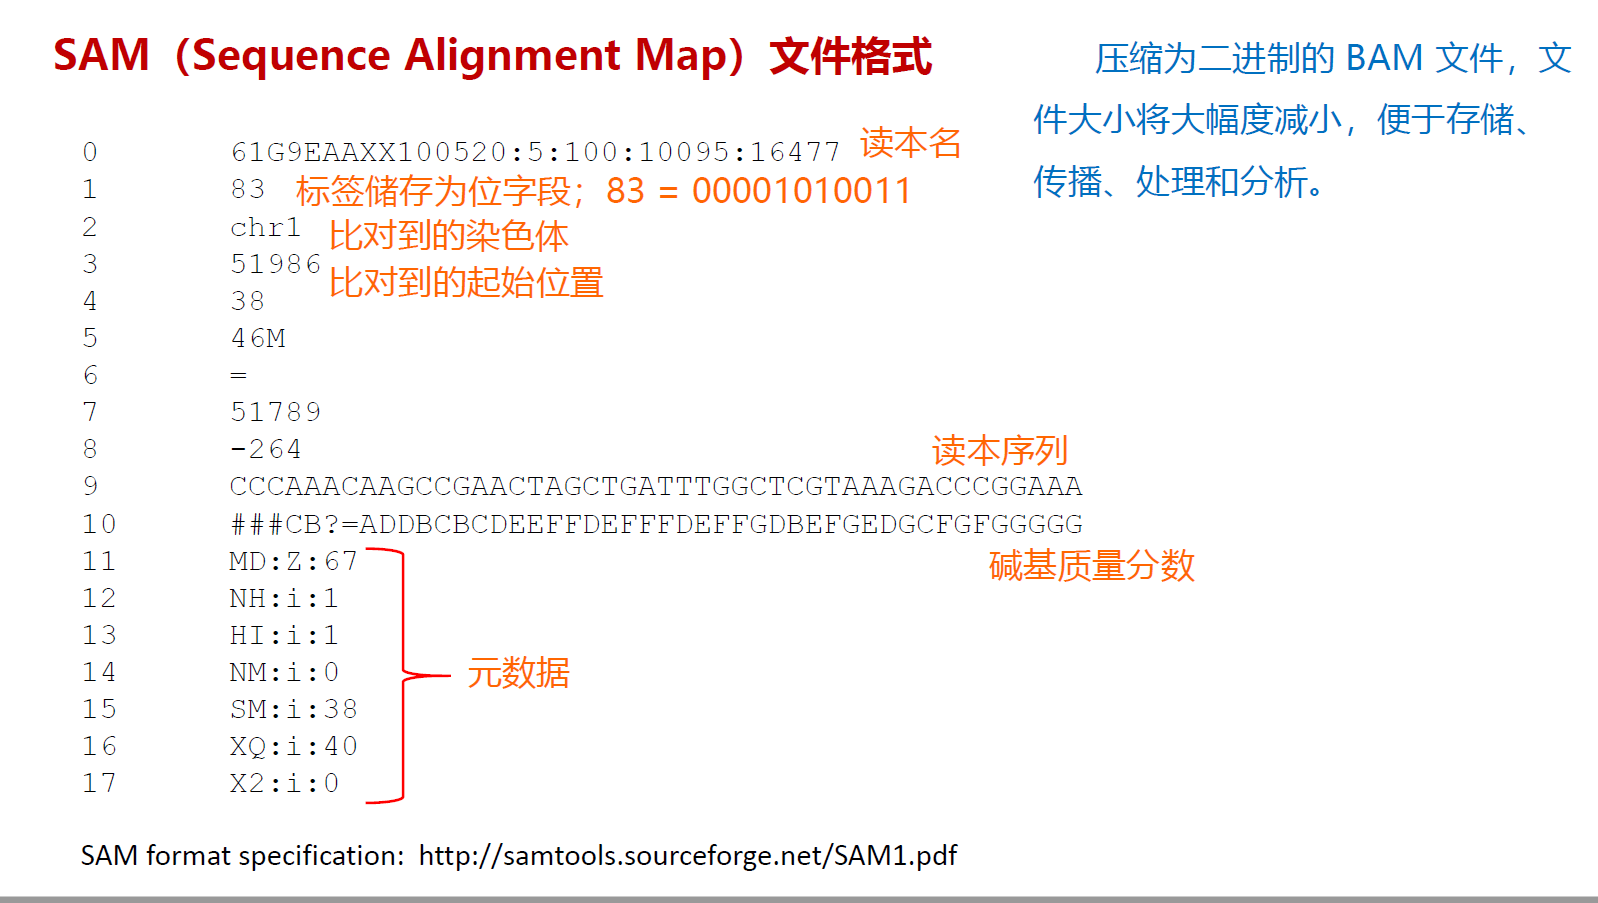 SAM（Sequence Alignment Map）文件格式
压缩为二进制的 BAM 文件，文
件大小将大幅度减小，便于存储、
传播、处理和分析。
0 61G9EAAXX100520:5:100:10095:16477 读本名
1 83 标签储存为位字段；83 = 00001010011
2 chr1 比对到的染色体
3 51986 比对到的起始位置
4 38
5 46M
6 =
7 51789
8 -264
读本序列
9 CCCAAACAAGCCGAACTAGCTGATTTGGCTCGTAAAGACCCGGAAA
10 ###CB?=ADDBCBCDEEFFDEFFFDEFFGDBEFGEDGCFGFGGGGG
碱基质量分数
11 MD:Z:67
12 NH:i:1
13 HI:i:1
14 NM:i:0
元数据
15 SM:i:38
16 XQ:i:40
17 X2:i:0
SAM format specification: http://samtools.sourceforge.net/SAM1.pdf